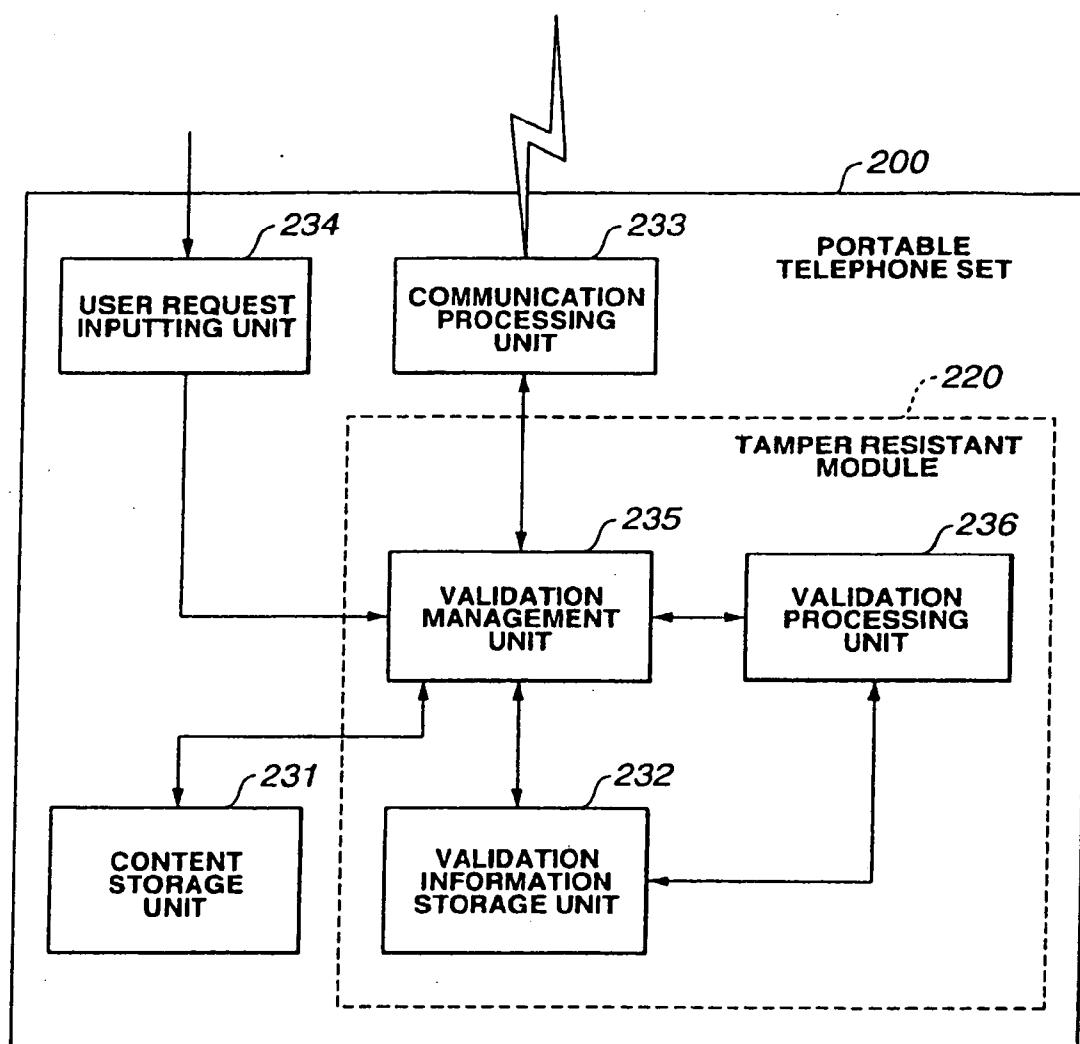 200
PORTABLE
TELEPHONE SET
234
USER REQUEST
INPUTTING UNIT
233
COMMUNICATION
PROCESSING
UNIT
220
TAMPER RESISTANT
MODULE
235
VALIDATION
MANAGEMENT
UNIT
236
VALIDATION
PROCESSING
UNIT
231
CONTENT
STORAGE
UNIT
232
VALIDATION
INFORMATION
STORAGE UNIT